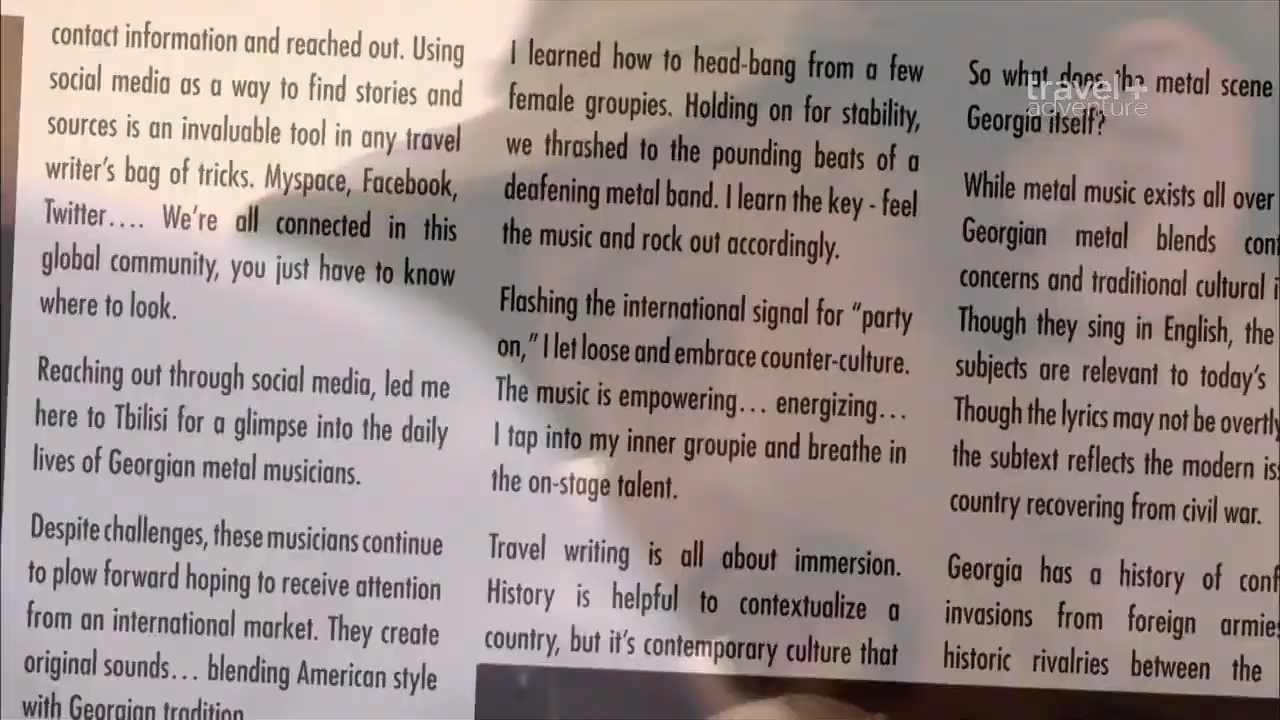 contact information and reached out. Using
social media as a way to find stories and
sources is an invaluable tool in any travel
writer's bag of tricks. Myspace, Facebook,
Twitter.... We're all connected in this
global community, you just have to know
where to look.
Reaching out through social media, led me
here to Tbilisi for a glimpse into the daily
lives of Georgian metal musicians.
Despite challenges, these musicians continue
to plow forward hoping to receive attention
from an international market. They create
original sounds... blending American style
with Georgian tradition
I learned how to head-bang from a few
female groupies. Holding on for stability,
we thrashed to the pounding beats of a
deafening metal band. I learn the key - feel
the music and rock out accordingly.
Flashing the international signal for "party
on," I let loose and embrace counter-culture.
The music is empowering... energizing...
I tap into my inner groupie and breathe in
the on-stage talent.
Travel writing is all about immersion.
History is helpful to contextualize a
country, but it's contemporary culture that
So what does the metal scene
Georgia itself?
While metal music exists all over
Georgian metal blends
concerns and traditional cultural
Though they sing in English, the
subjects are relevant to today's
Though the lyrics may not be overtly
the subtext reflects the modern
country recovering from civil war.
Georgia has a history of
invasions from foreign
historic rivalries between the
travel+
adventure